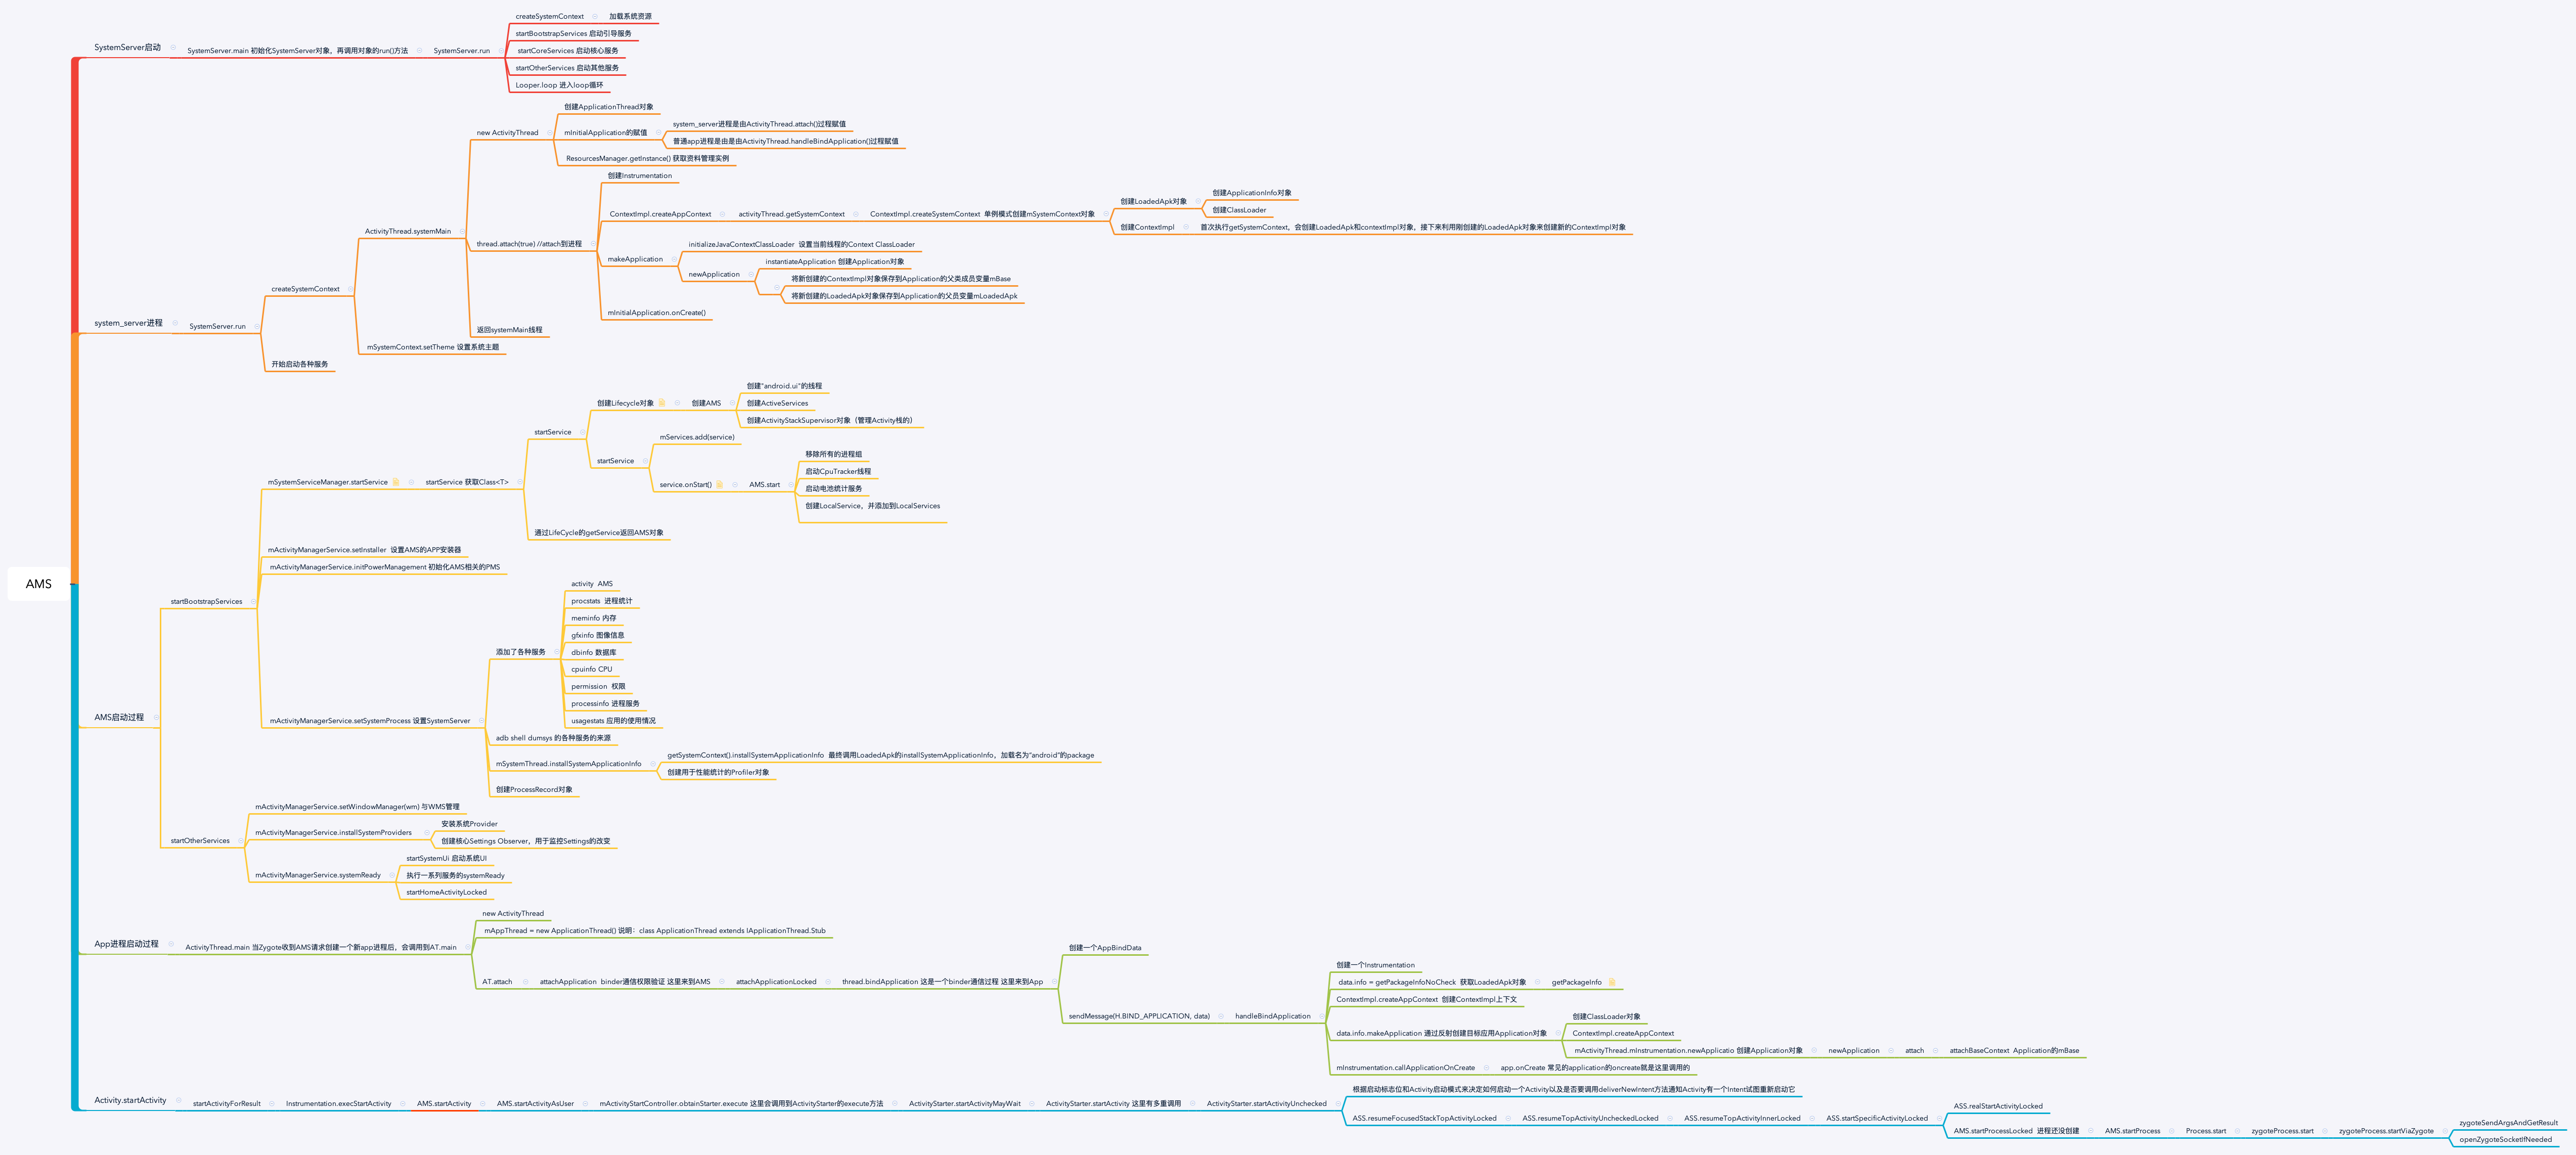 AMS
SystemServer启动
SystemServer.main 初始化SystemServer对象，再调用对象的run()方法
SystemServer.run
createSystemContext
加载系统资源
startBootstrapServices 启动引导服务
startCoreServices 启动核心服务
startOtherServices 启动其他服务
Looper.loop 进入loop循环
system_server进程
SystemServer.run
createSystemContext
ActivityThread.systemMain
new ActivityThread
创建ApplicationThread对象
mInitialApplication的赋值
system_server进程是由ActivityThread.attach()过程赋值
普通app进程是由是由ActivityThread.handleBindApplication()过程赋值
ResourcesManager.getInstance() 获取资料管理实例
thread.attach(true) //attach到进程
创建Instrumentation
ContextImpl.createAppContext
activityThread.getSystemContext
ContextImpl.createSystemContext 单例模式创建mSystemContext对象
创建LoadedApk对象
创建ApplicationInfo对象
创建ClassLoader
创建ContextImpl
首次执行getSystemContext，会创建LoadedApk和contextImpl对象，接下来利用刚创建的LoadedApk对象来创建新的ContextImpl对象
makeApplication
initializeJavaContextClassLoader 设置当前线程的Context ClassLoader
newApplication
instantiateApplication 创建Application对象
将新创建的ContextImpl对象保存到Application的父类成员变量mBase
将新创建的LoadedApk对象保存到Application的父员变量mLoadedApk
mInitialApplication.onCreate()
返回systemMain线程
mSystemContext.setTheme 设置系统主题
开始启动各种服务
AMS启动过程
startBootstrapServices
mSystemServiceManager.startService
startService 获取Class<T>
startService
创建Lifecycle对象
创建AMS
创建"android.ui"的线程
创建ActiveServices
创建ActivityStackSupervisor对象（管理Activity栈的）
startService
mServices.add(service)
service.onStart()
AMS.start
移除所有的进程组
启动CpuTracker线程
启动电池统计服务
创建LocalService，并添加到LocalServices
通过LifeCycle的getService返回AMS对象
mActivityManagerService.setInstaller 设置AMS的APP安装器
mActivityManagerService.initPowerManagement 初始化AMS相关的PMS
mActivityManagerService.setSystemProcess 设置SystemServer
添加了各种服务
activity AMS
procstats 进程统计
meminfo 内存
gfxinfo 图像信息
dbinfo 数据库
cpuinfo CPU
permission 权限
processinfo 进程服务
usagestats 应用的使用情况
adb shell dumsys 的各种服务的来源
mSystemThread.installSystemApplicationInfo
getSystemContext().installSystemApplicationInfo 最终调用LoadedApk的installSystemApplicationInfo，加载名为"android"的package
创建用于性能统计的Profiler对象
创建ProcessRecord对象
startOtherServices
mActivityManagerService.setWindowManager(wm) 与WMS管理
mActivityManagerService.installSystemProviders
安装系统Provider
创建核心Settings Observer，用于监控Settings的改变
mActivityManagerService.systemReady
startSystemUi 启动系统UI
执行一系列服务的systemReady
startHomeActivityLocked
App进程启动过程
ActivityThread.main 当Zygote收到AMS请求创建一个新app进程后，会调用到AT.main
new ActivityThread
mAppThread = new ApplicationThread() 说明：class ApplicationThread extends IApplicationThread.Stub
AT.attach
attachApplication binder通信权限验证 这里来到AMS
attachApplicationLocked
thread.bindApplication 这是一个binder通信过程 这里来到App
创建一个AppBindData
sendMessage(H.BIND_APPLICATION, data)
handleBindApplication
创建一个Instrumentation
data.info = getPackageInfoNoCheck 获取LoadedApk对象
getPackageInfo
ContextImpl.createAppContext 创建ContextImpl上下文
data.info.makeApplication 通过反射创建目标应用Application对象
创建ClassLoader对象
ContextImpl.createAppContext
mActivityThread.mInstrumentation.newApplicatio 创建Application对象
newApplication
attach
attachBaseContext Application的mBase
mInstrumentation.callApplicationOnCreate
app.onCreate 常见的application的oncreate就是这里调用的
Activity.startActivity
startActivityForResult
Instrumentation.execStartActivity
AMS.startActivity
AMS.startActivityAsUser
mActivityStartController.obtainStarter.execute 这里会调用到ActivityStarter的execute方法
ActivityStarter.startActivityMayWait
ActivityStarter.startActivity 这里有多重调用
ActivityStarter.startActivityUnchecked
根据启动标志位和Activity启动模式来决定如何启动一个Activity以及是否要调用deliverNewIntent方法通知Activity有一个Intent试图重新启动它
ASS.resumeFocusedStackTopActivityLocked
ASS.resumeTopActivityUncheckedLocked
ASS.resumeTopActivityInnerLocked
ASS.startSpecificActivityLocked
ASS.realStartActivityLocked
AMS.startProcessLocked 进程还没创建
AMS.startProcess
Process.start
zygoteProcess.start
zygoteProcess.startViaZygote
zygoteSendArgsAndGetResult
openZygoteSocketIfNeeded